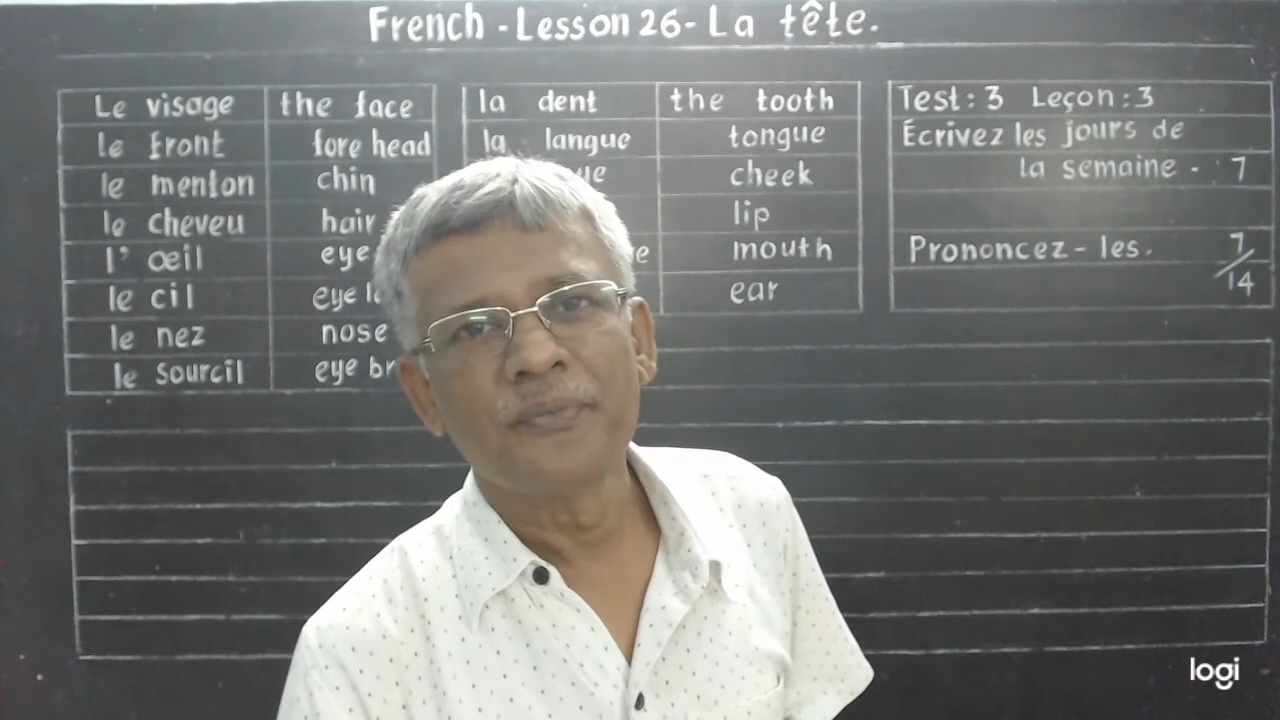 French - Lesson 26 - La tête.
Le visage the face
le front fore head
le menton chin
le cheveu hair
l' œil eye
le cil eye
le nez nose
le sourcil eye
la dent the tooth
la langue tongue
cheek
lip
mouth
ear
Test: 3 Leçon: 3
Écrivez les jours de
la semaine - : 7
Prononcez - les. 7/14
logi